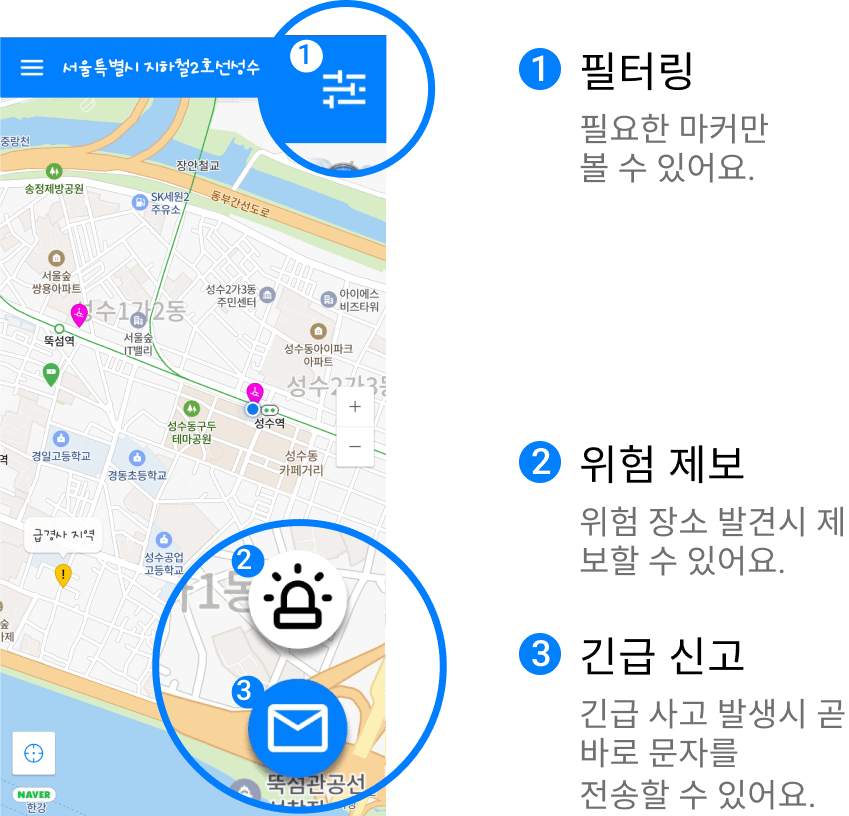 서울특별시 지하철2호선성수
1
중랑천
장안철교
송정제방공원
SK세원2
주유소
동부간선도로
서울숲
쌍용아파트
성수2가3동
주민센터
아이에스
비즈타워
성수1가2동
서울숲
IT밸리
뚝섬역
성수동아이파크
아파트
성수2가3동
성수동구두
테마공원
성수역
+
−
성수동
카페거리
경일고등학교
역
경동초등학교
급경사 지역
!
성수공업
고등학교
2
숲
3
뚝섬관공선
NAVER
한강
1 필터링
필요한 마커만
볼 수 있어요.
2 위험 제보
위험 장소 발견시 제
보할 수 있어요.
3 긴급 신고
긴급 사고 발생시 곧
바로 문자를
전송할 수 있어요.